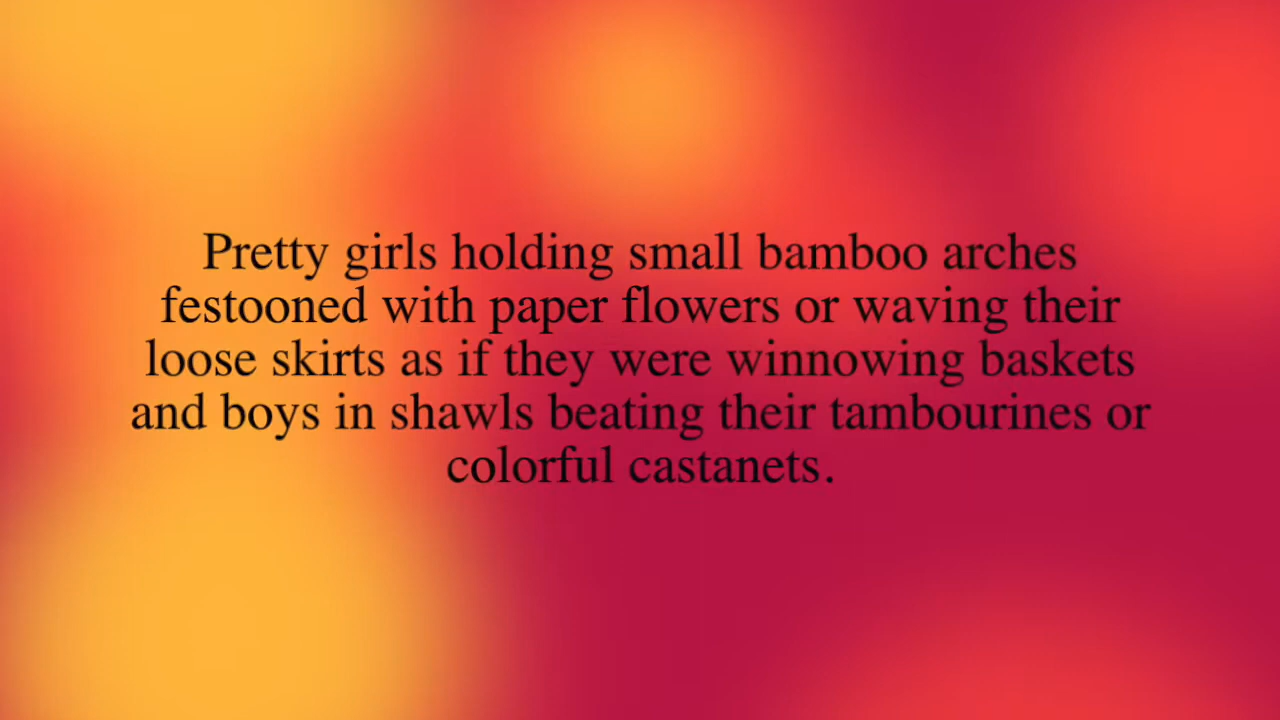 Pretty girls holding small bamboo arches
festooned with paper flowers or waving their
loose skirts as if they were winnowing baskets
and boys in shawls beating their tambourines or
colorful castanets.